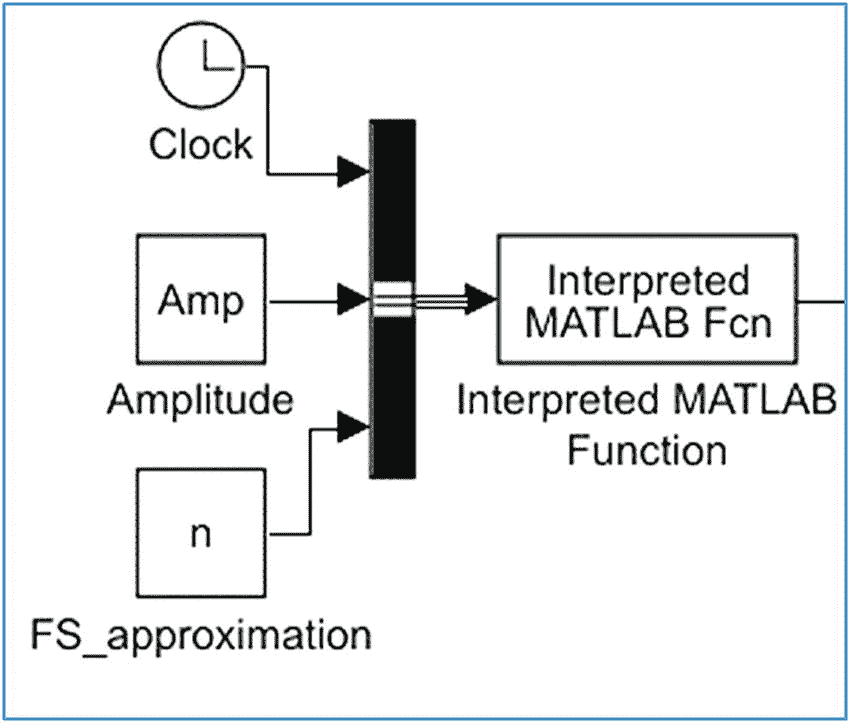 Clock
Amp
Amplitude
n
FS_approximation
Interpreted
MATLAB Fcn
Interpreted MATLAB
Function